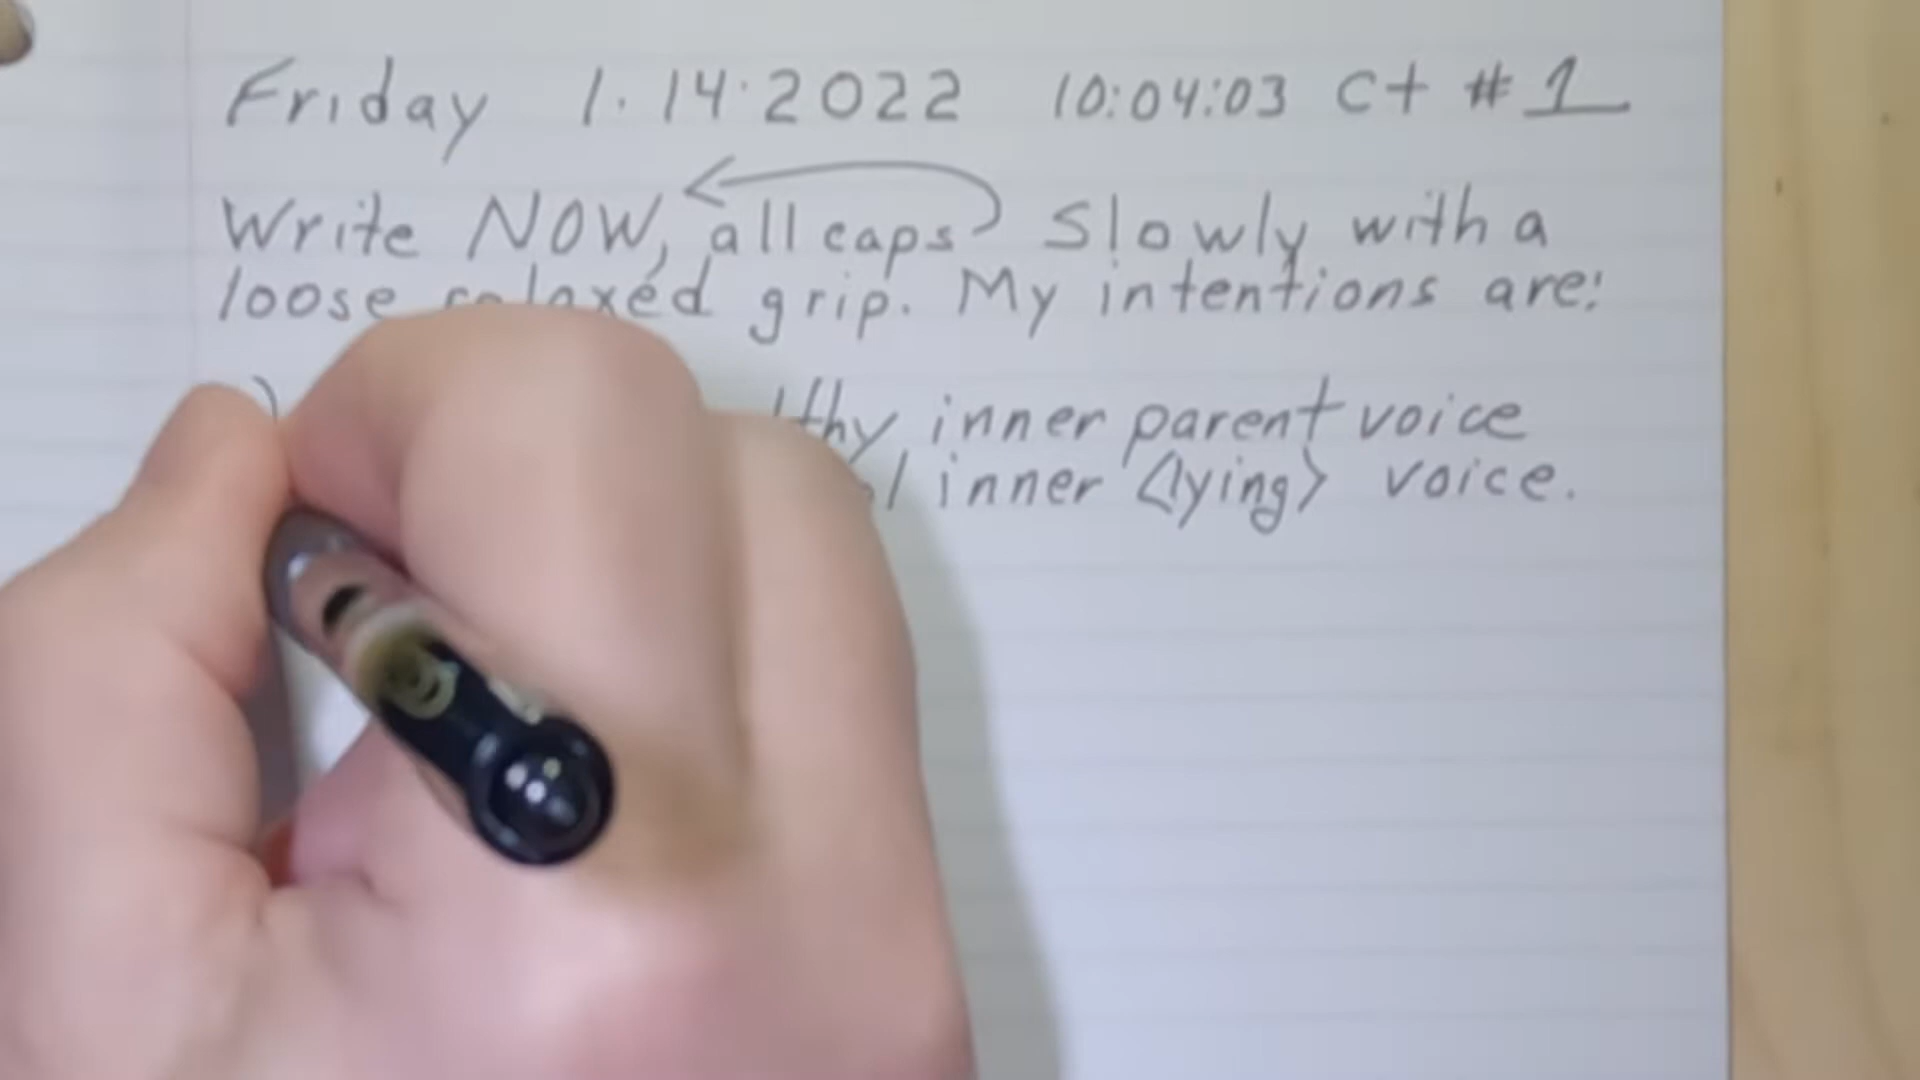 Friday 1.14.2022 10:04:03 Ct #1
Write NOW, all caps Slowly with a
loose relaxed grip. My intentions are:
inner parent voice
inner <lying> voice.